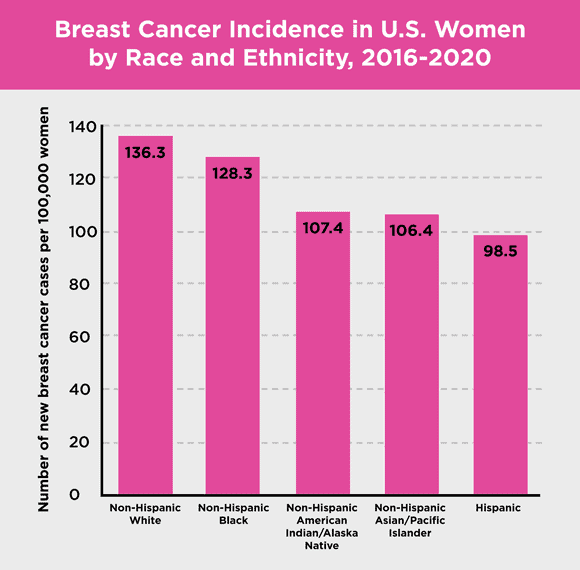 Breast Cancer Incidence in U.S. Women
by Race and Ethnicity, 2016-2020
Number of new breast cancer cases per 100,000 women
140
120
100
80
60
40
20
0
136.3
128.3
107.4
106.4
98.5
Non-Hispanic
White
Non-Hispanic
Black
Non-Hispanic
American
Indian/Alaska
Native
Non-Hispanic
Asian/Pacific
Islander
Hispanic